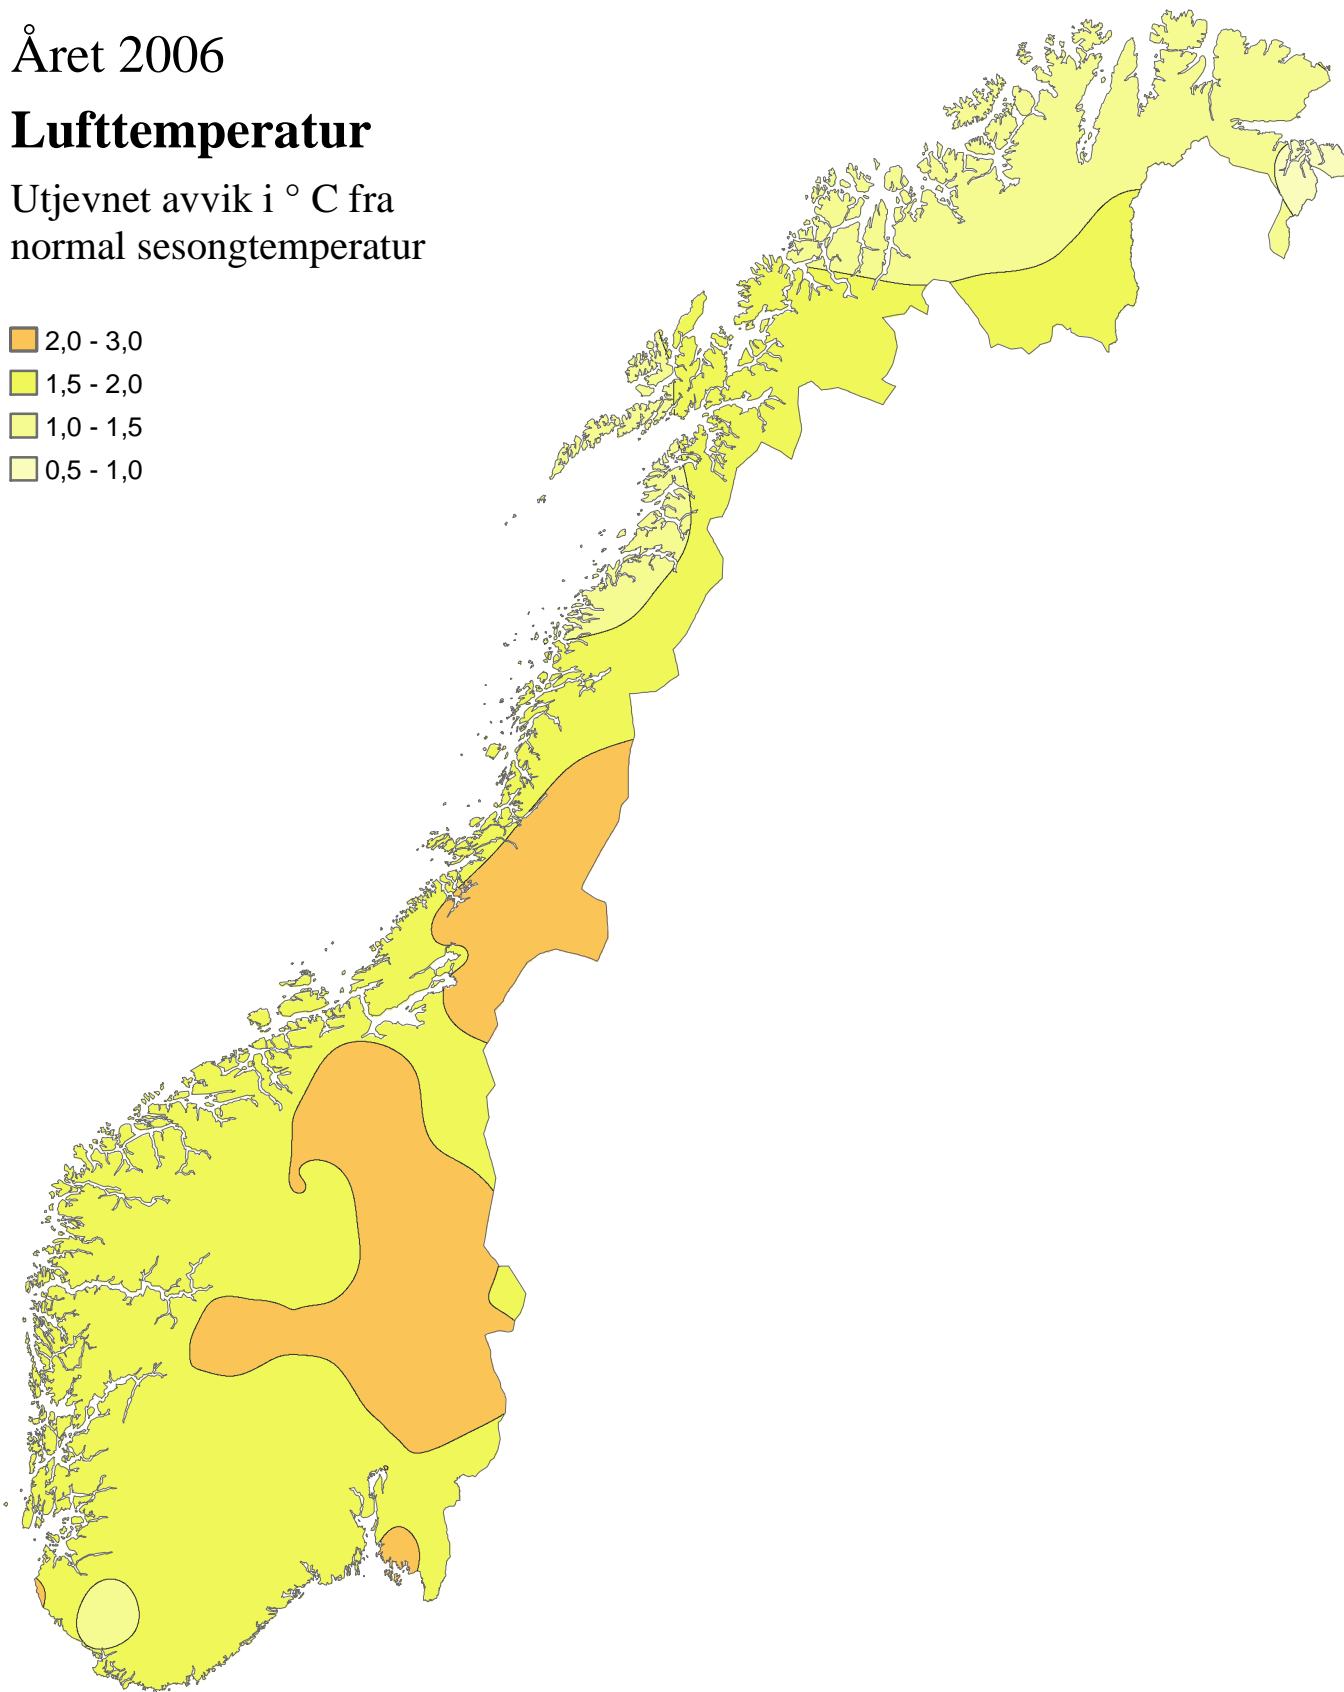 Året 2006
Lufttemperatur
Utjevnet avvik i ° C fra
normal sesongtemperatur
2,0 - 3,0
1,5 - 2,0
1,0 - 1,5
0,5 - 1,0